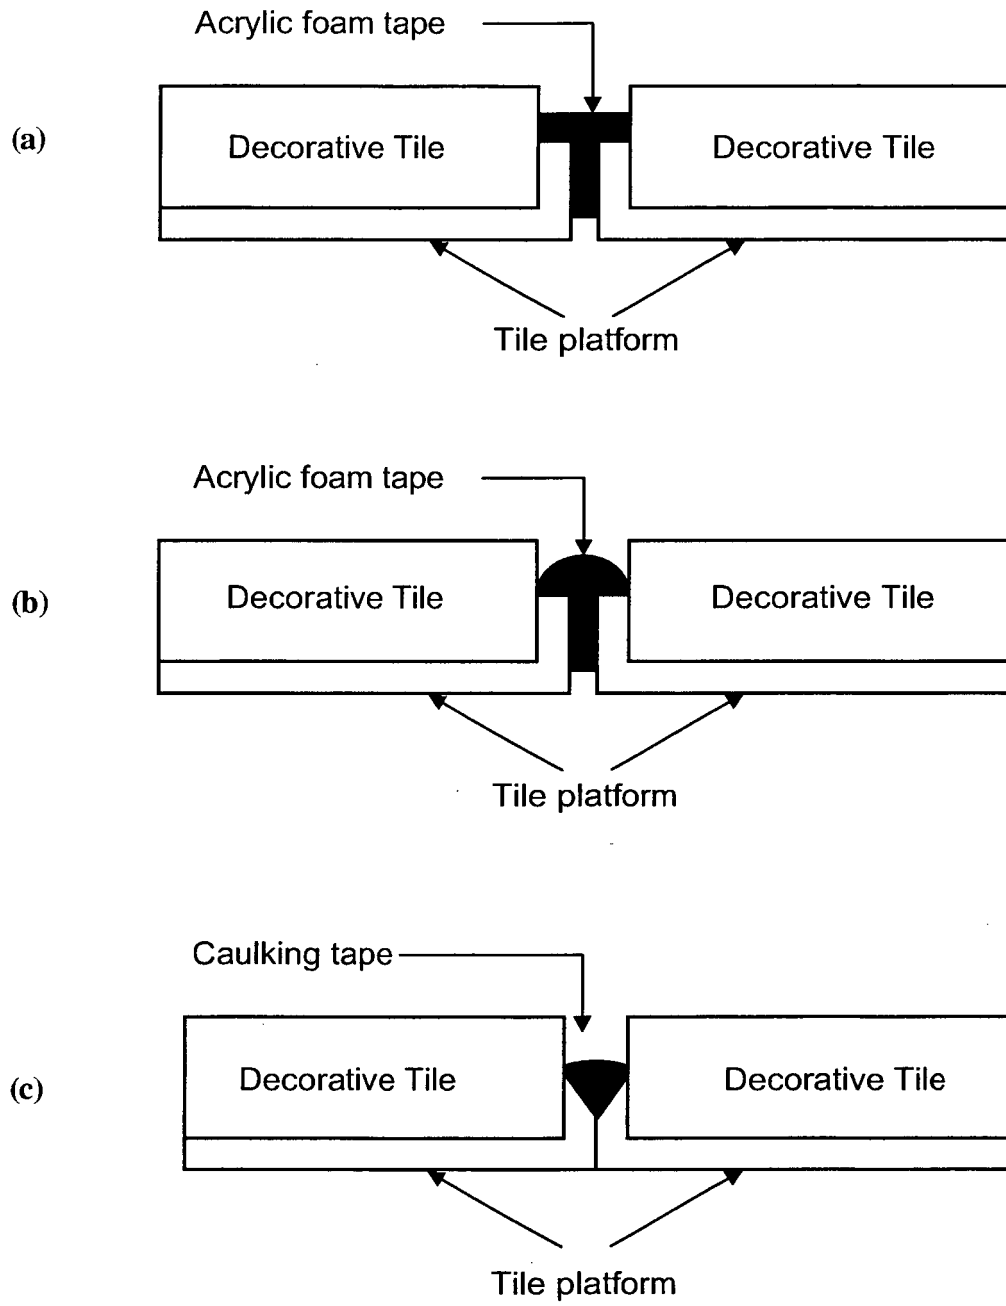 Acrylic foam tape
(a)
Decorative Tile Decorative Tile
Tile platform
Acrylic foam tape
(b)
Decorative Tile Decorative Tile
Tile platform
Caulking tape
(c)
Decorative Tile Decorative Tile
Tile platform